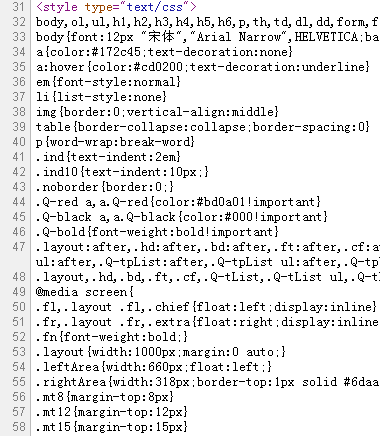 31 <style type="text/css">
32 body,ol,ul,h1,h2,h3,h4,h5,h6,p,th,td,dl,dd,form,f
33 body{font:12px "宋体","Arial Narrow",HELVETICA;ba
34 a{color:#172c45;text-decoration:none}
35 a:hover{color:#cd0200;text-decoration:underline}
36 em{font-style:normal}
37 li{list-style:none}
38 img{border:0;vertical-align:middle}
39 table{border-collapse:collapse;border-spacing:0}
40 p{word-wrap:break-word}
41 .ind{text-indent:2em}
42 .ind10{text-indent:10px;}
43 .noborder{border:0;}
44 .Q-red a,a.Q-red{color:#bd0a01!important}
45 .Q-black a,a.Q-black{color:#000!important}
46 .Q-bold{font-weight:bold!important}
47 .layout:after,.hd:after,.bd:after,.ft:after,.cf:a
ul:after,.Q-tpList:after,.Q-tpList ul:after,.Q-t
48 .layout,.hd,.bd,.ft,.cf,.Q-tList,.Q-tList ul,.Q-t
49 @media screen{
50 .fl,.layout .fl,.chief{float:left;display:inline}
51 .fr,.layout .fr,.extra{float:right;display:inline
52 .fn{font-weight:bold;}
53 .layout{width:1000px;margin:0 auto;}
54 .leftArea{width:660px;float:left;}
55 .rightArea{width:318px;border-top:1px solid #6daa
56 .mt8{margin-top:8px}
57 .mt12{margin-top:12px}
58 .mt15{margin-top:15px}